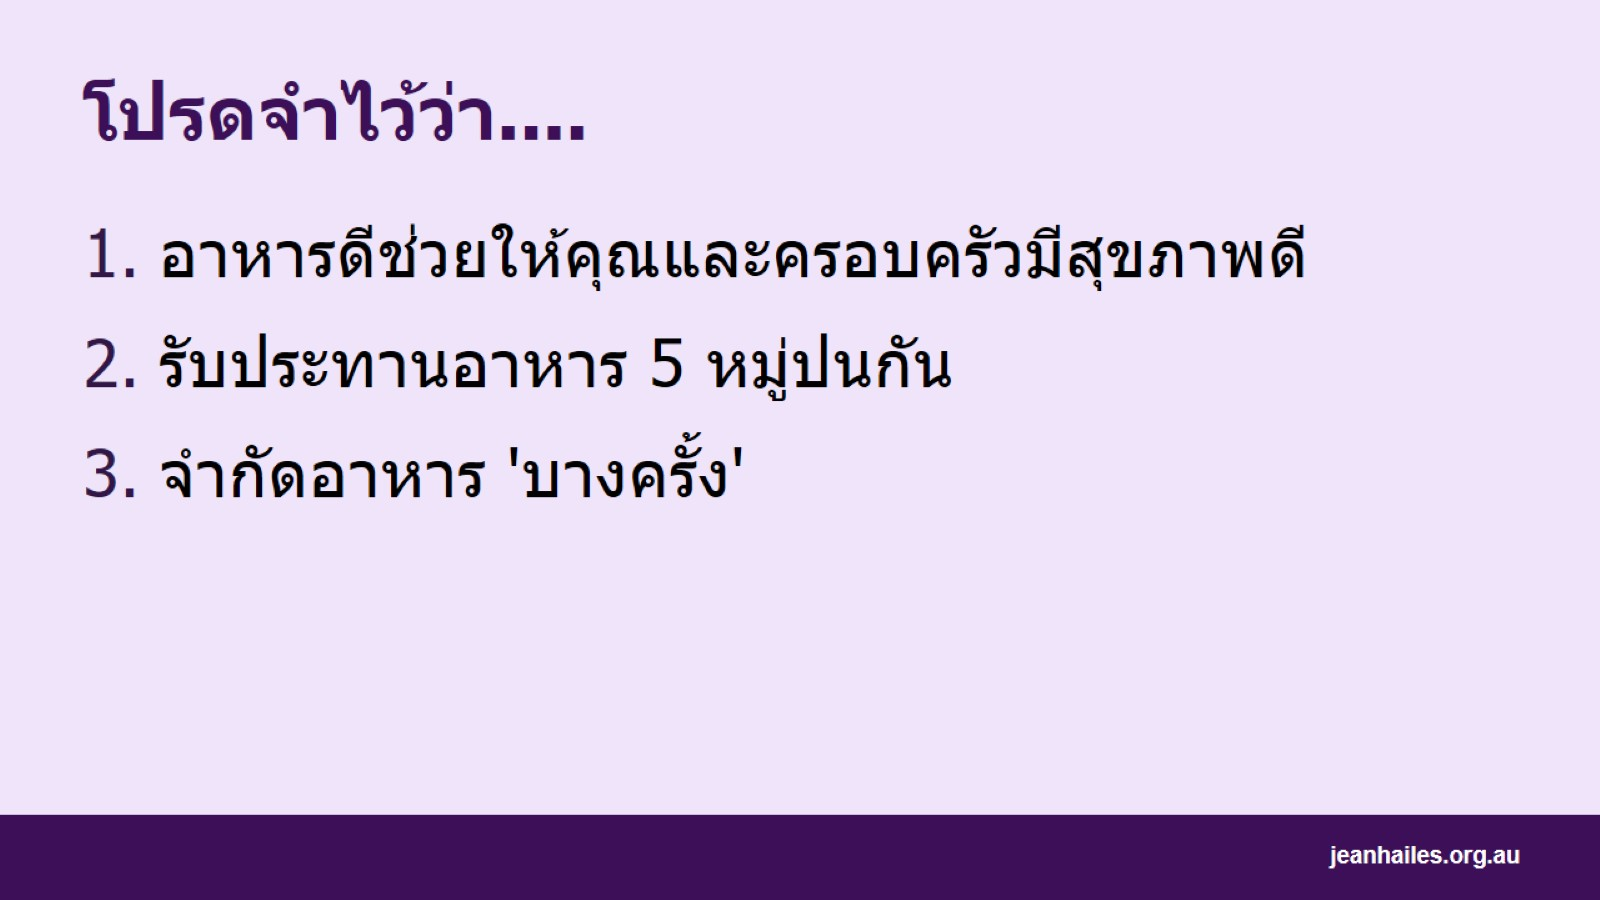 โปรดจำไว้ว่า....
1. อาหารดีช่วยให้คุณและครอบครัวมีสุขภาพดี
2. รับประทานอาหาร 5 หมู่ปนกัน
3. จำกัดอาหาร 'บางครั้ง'
jeanhailes.org.au